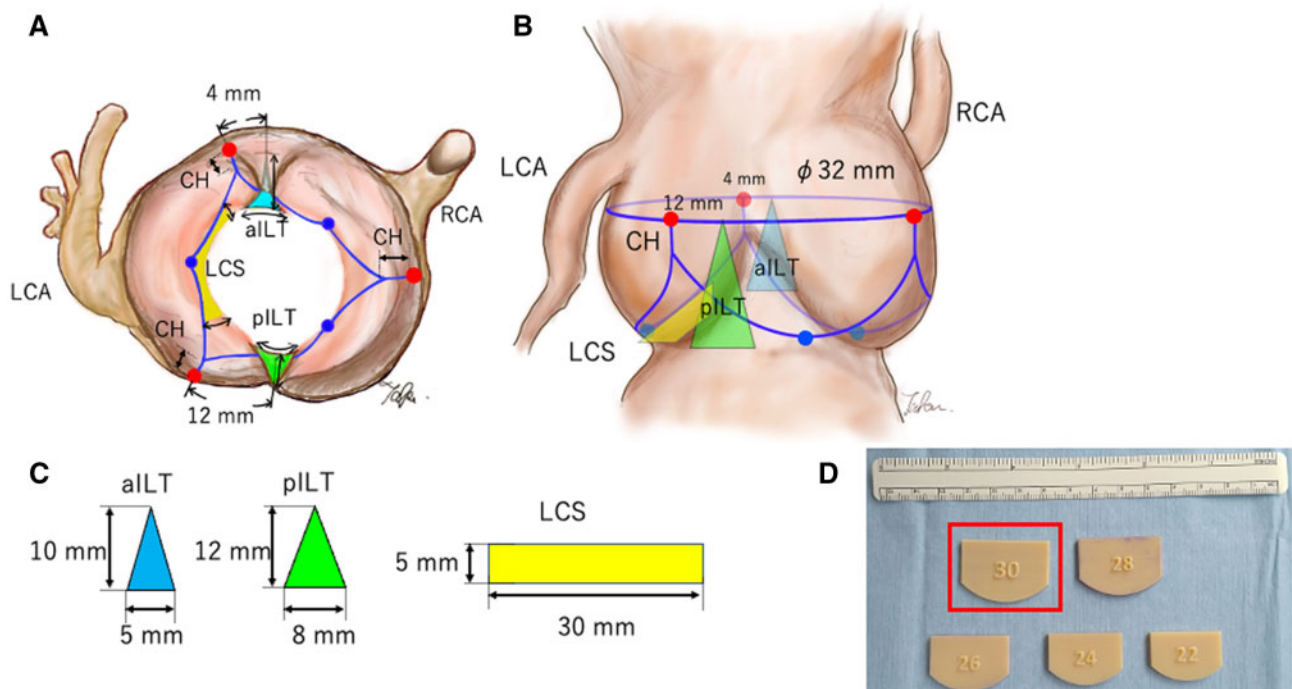 A
4 mm
CH
aILT
LCS
CH
RCA
LCA
CH
pILT
12 mm
B
RCA
LCA
4 mm
ϕ 32 mm
12 mm
CH
aILT
pILT
LCS
C
aILT
10 mm
5 mm
pILT
12 mm
8 mm
LCS
5 mm
30 mm
D
30
28
26
24
22